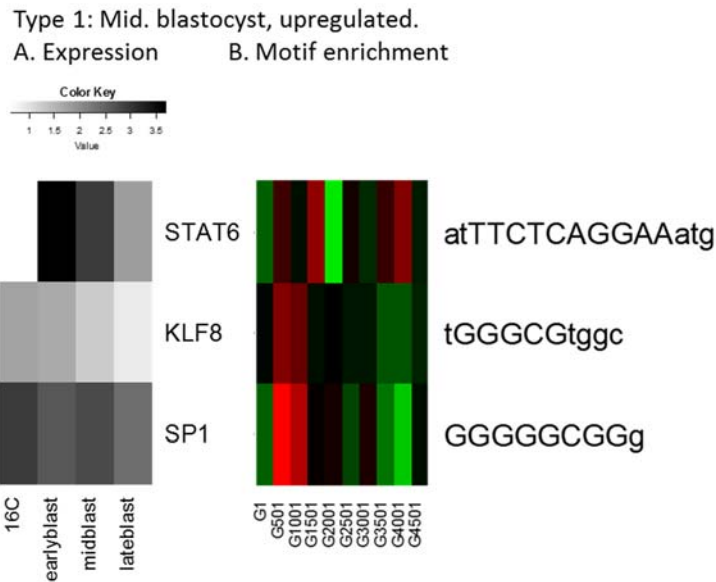 Type 1: Mid. blastocyst, upregulated.
A. Expression
B. Motif enrichment
Color Key
1 1.5 2 2.5 3 3.5
Value
STAT6
atTTCTCAGGAAatg
KLF8
tGGGCGtggc
SP1
GGGGGCGGg
16C
earlyblast
midblast
lateblast
G1
G501
G1001
G1501
G2001
G2501
G3001
G3501
G4001
G4501